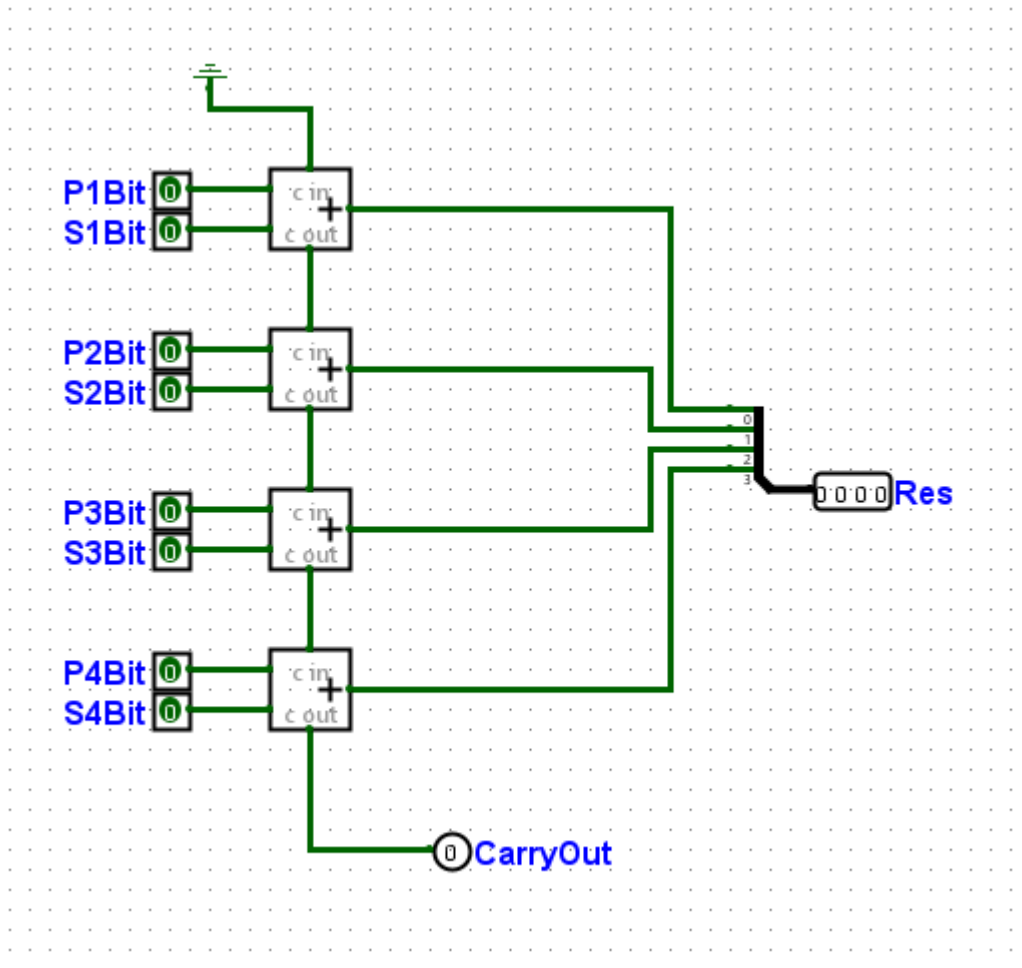 P1Bit 0
S1Bit 0
c in
+
c out
P2Bit 0
S2Bit 0
c in
+
c out
0
1
2
3
0 0 0 0 Res
P3Bit 0
S3Bit 0
c in
+
c out
P4Bit 0
S4Bit 0
c in
+
c out
0 CarryOut